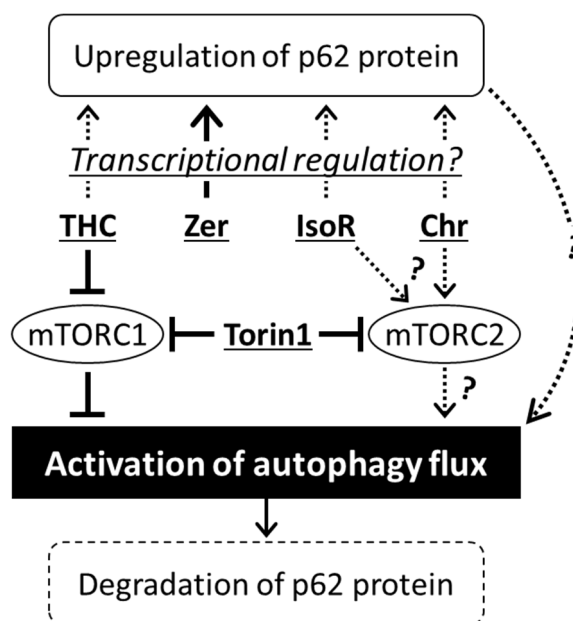 Upregulation of p62 protein
Transcriptional regulation?
THC Zer IsoR Chr
?
?
mTORC1 Torin1 mTORC2
?
Activation of autophagy flux
Degradation of p62 protein